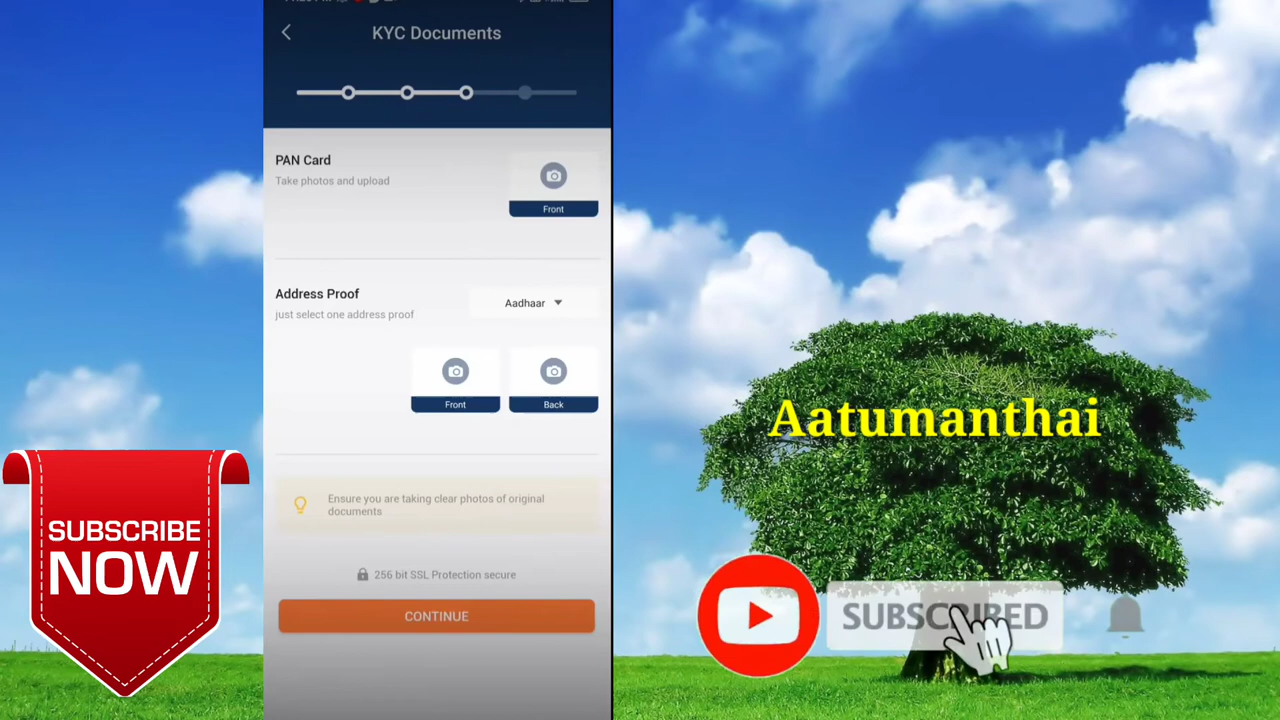 KYC Documents
PAN Card
Take photos and upload
Front
Address Proof
Aadhaar
just select one address proof
Front
Back
Ensure you are taking clear photos of original
documents
256 bit SSL Protection secure
CONTINUE
SUBSCRIBE
NOW
Aatumanthai
SUBSCRIBED